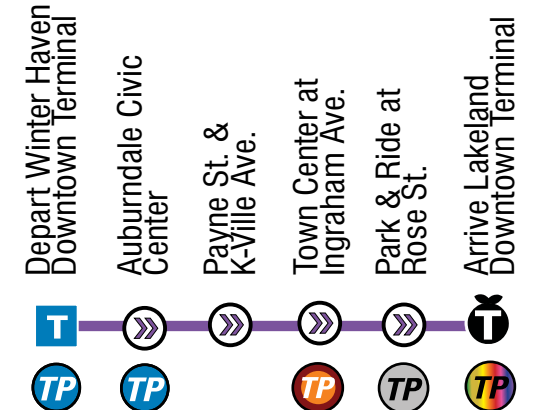 Depart Winter Haven
Downtown Terminal
Auburndale Civic
Center
Payne St. &
K-Ville Ave.
Town Center at
Ingraham Ave.
Park & Ride at
Rose St.
Arrive Lakeland
Downtown Terminal
T
T
TP
TP
TP
TP
TP